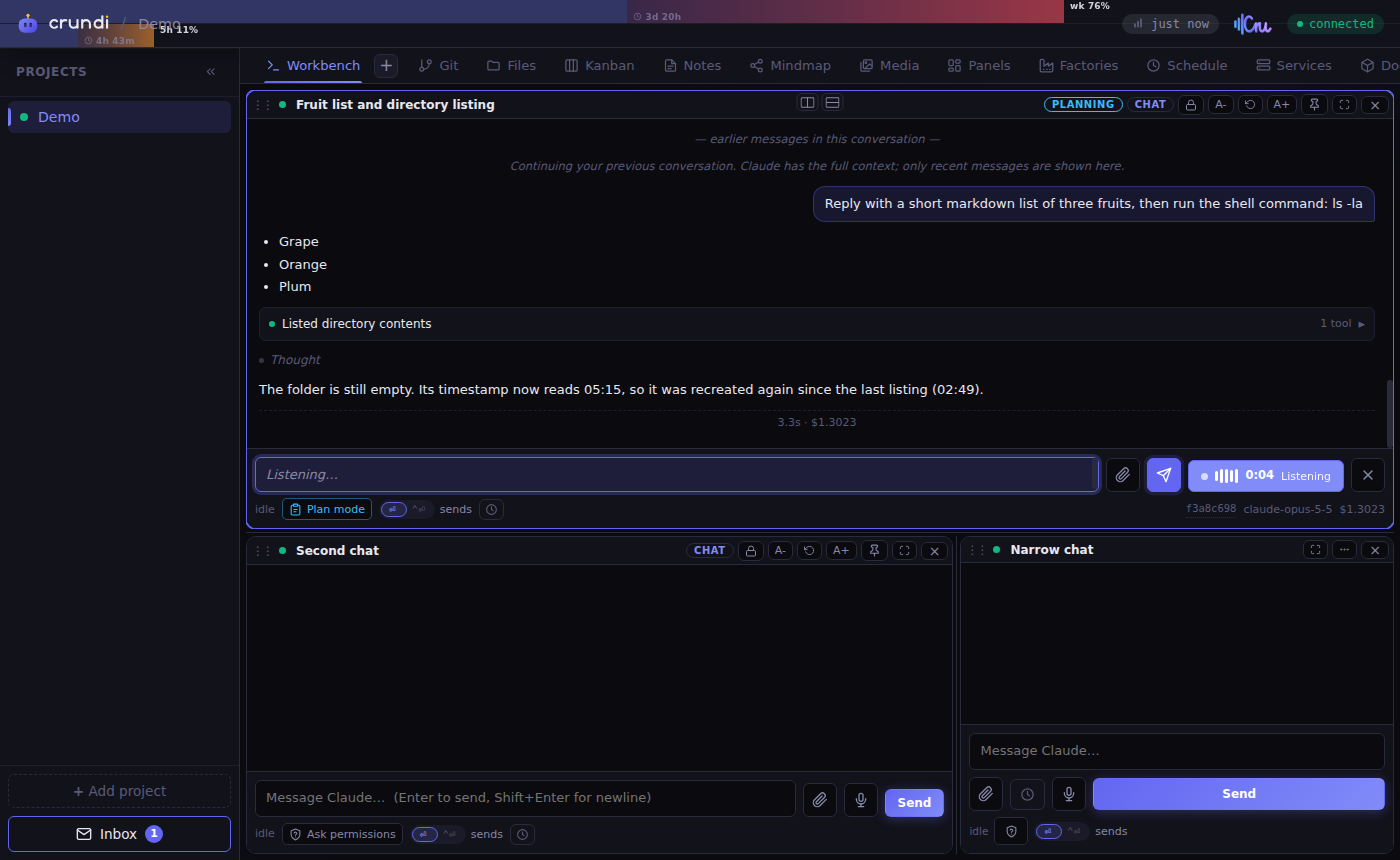 crundi / Demo
3d 20h
wk 76%
4h 43m
5h 11%
just now
Cru
connected
PROJECTS «
Demo
+ Add project
Inbox 1
Workbench + Git Files Kanban Notes Mindmap Media Panels Factories Schedule Services Do
Fruit list and directory listing
PLANNING CHAT A- A+ ×
— earlier messages in this conversation —
Continuing your previous conversation. Claude has the full context; only recent messages are shown here.
Reply with a short markdown list of three fruits, then run the shell command: ls -la
• Grape
• Orange
• Plum
Listed directory contents 1 tool ▸
Thought
The folder is still empty. Its timestamp now reads 05:15, so it was recreated again since the last listing (02:49).
3.3s · $1.3023
Listening…
0:04 Listening ×
idle Plan mode ⏎ ^⏎ sends
f3a8c698 claude-opus-5-5 $1.3023
Second chat
CHAT A- A+ ×
Message Claude… (Enter to send, Shift+Enter for newline)
Send
idle Ask permissions ⏎ ^⏎ sends
Narrow chat
··· ×
Message Claude…
Send
idle ⏎ ^⏎ sends